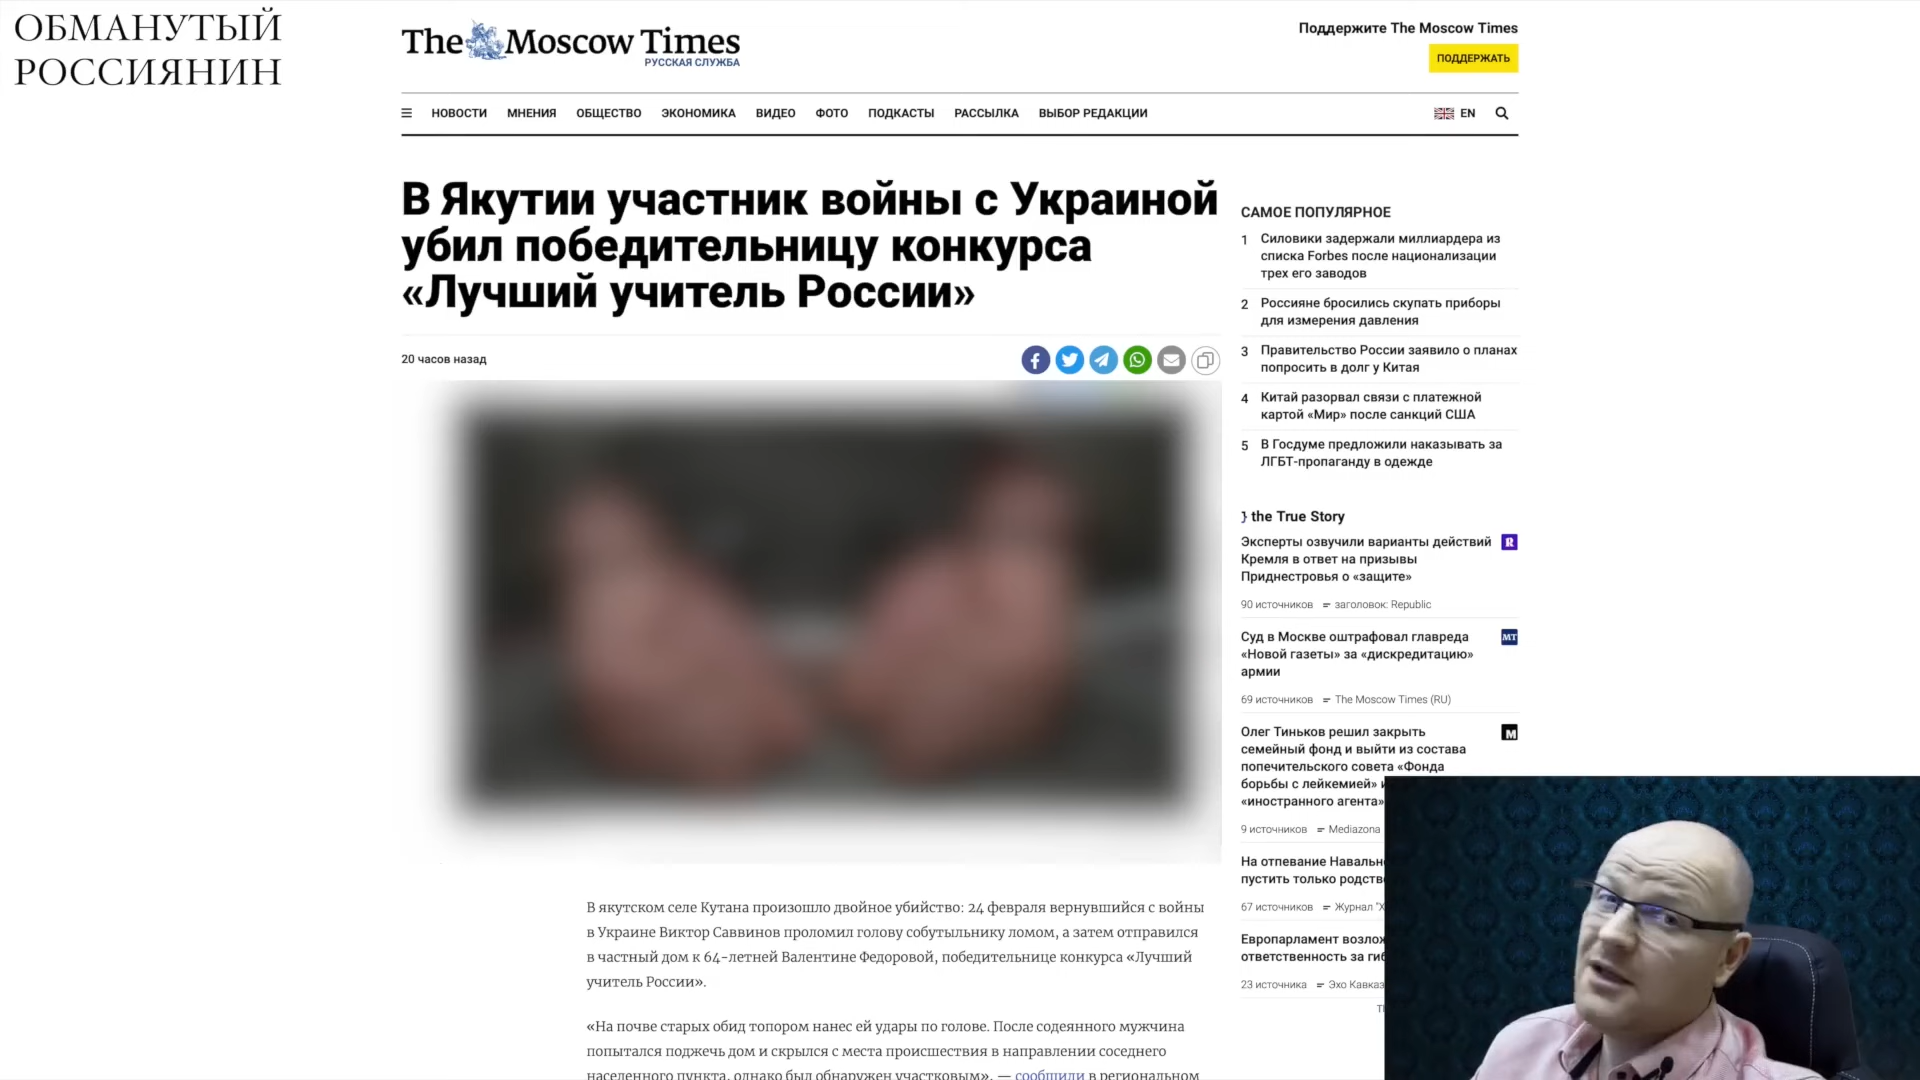 ОБМАНУТЫЙ
РОССИЯНИН
The Moscow Times
РУССКАЯ СЛУЖБА
Поддержите The Moscow Times
ПОДДЕРЖАТЬ
НОВОСТИ МНЕНИЯ ОБЩЕСТВО ЭКОНОМИКА ВИДЕО ФОТО ПОДКАСТЫ РАССЫЛКА ВЫБОР РЕДАКЦИИ EN
В Якутии участник войны с Украиной
убил победительницу конкурса
«Лучший учитель России»
20 часов назад
В якутском селе Кутана произошло двойное убийство: 24 февраля вернувшийся с войны
в Украине Виктор Саввинов проломил голову собутыльнику ломом, а затем отправился
в частный дом к 64-летней Валентине Федоровой, победительнице конкурса «Лучший
учитель России».
«На почве старых обид топором нанес ей удары по голове. После содеянного мужчина
попытался поджечь дом и скрылся с места происшествия в направлении соседнего
населенного пункта, однако был обнаружен участковым», — сообщили в региональном
САМОЕ ПОПУЛЯРНОЕ
1 Силовики задержали миллиардера из
списка Forbes после национализации
трех его заводов
2 Россияне бросились скупать приборы
для измерения давления
3 Правительство России заявило о планах
попросить в долг у Китая
4 Китай разорвал связи с платежной
картой «Мир» после санкций США
5 В Госдуме предложили наказывать за
ЛГБТ-пропаганду в одежде
} the True Story
Эксперты озвучили варианты действий R
Кремля в ответ на призывы
Приднестровья о «защите»
90 источников заголовок: Republic
Суд в Москве оштрафовал главреда MT
«Новой газеты» за «дискредитацию»
армии
69 источников The Moscow Times (RU)
Олег Тиньков решил закрыть M
семейный фонд и выйти из состава
попечительского совета «Фонда
борьбы с лейкемией»
«иностранного агента»
9 источников Mediazona
На отпевание
пустить только
67 источников Журнал
Европарламент
ответственность за
23 источника Эхо